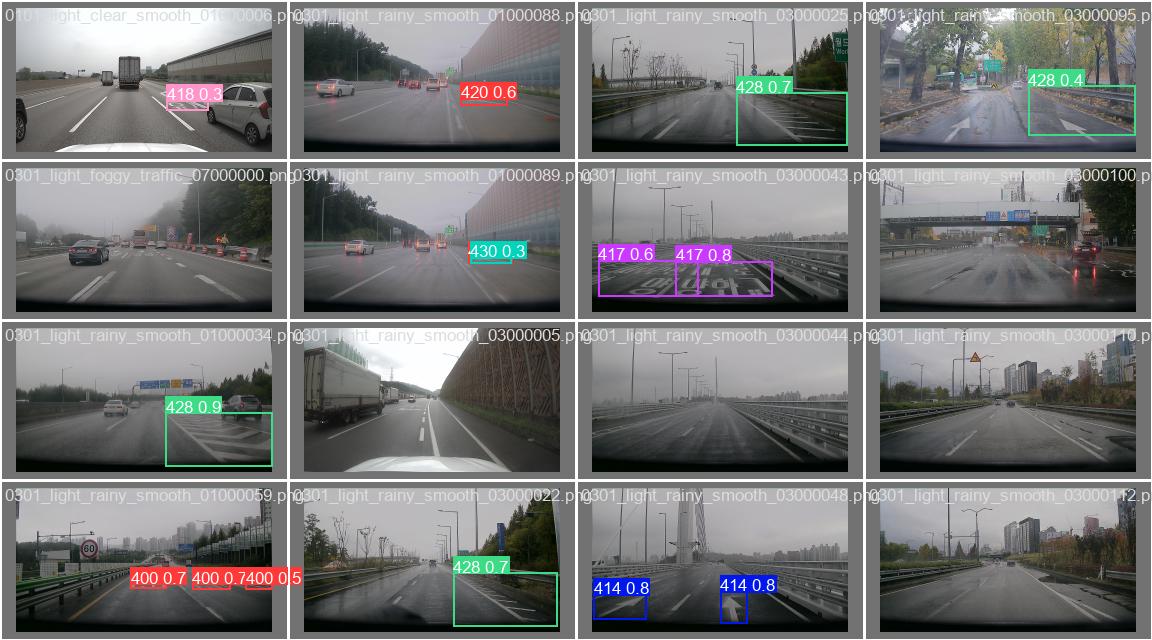 0101_light_clear_smooth_01000006.png
0301_light_rainy_smooth_01000088.png
0301_light_rainy_smooth_03000025.png
0301_light_rainy_smooth_03000095.png
418 0.3
420 0.6
428 0.7
428 0.4
0301_light_foggy_traffic_07000000.png
0301_light_rainy_smooth_01000089.png
0301_light_rainy_smooth_03000043.png
0301_light_rainy_smooth_03000100.png
430 0.3
417 0.6
417 0.8
0301_light_rainy_smooth_01000034.png
0301_light_rainy_smooth_03000005.png
0301_light_rainy_smooth_03000044.png
0301_light_rainy_smooth_03000110.png
428 0.9
0301_light_rainy_smooth_01000059.png
0301_light_rainy_smooth_03000022.png
0301_light_rainy_smooth_03000048.png
60
400 0.7
400 0.7
400 0.5
428 0.7
414 0.8
414 0.8